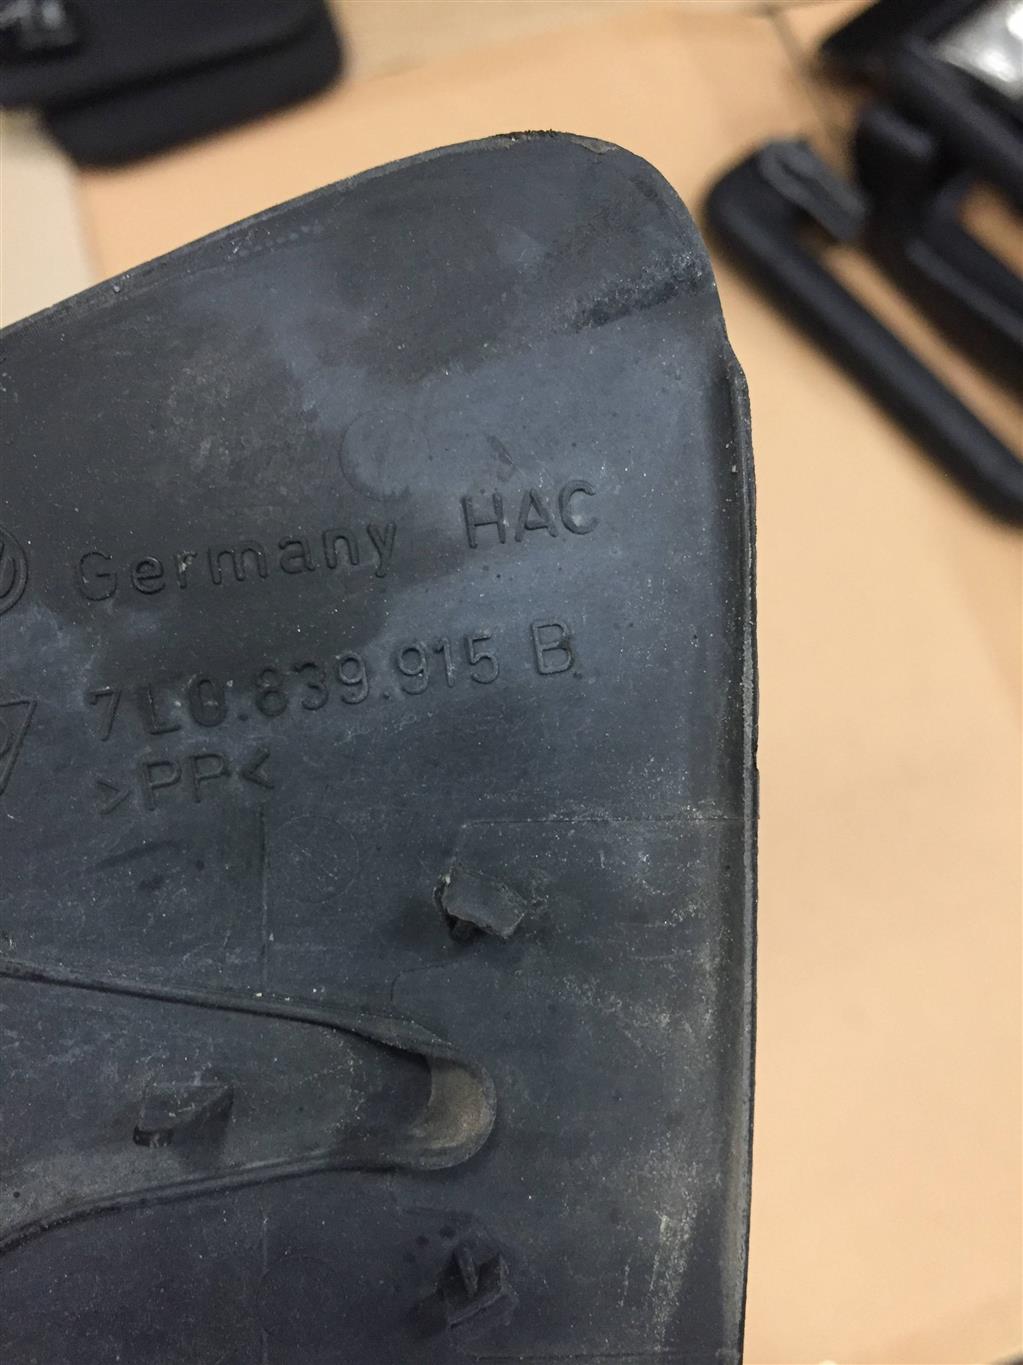 Germany HAC
7L0.839.915 B
>PP<